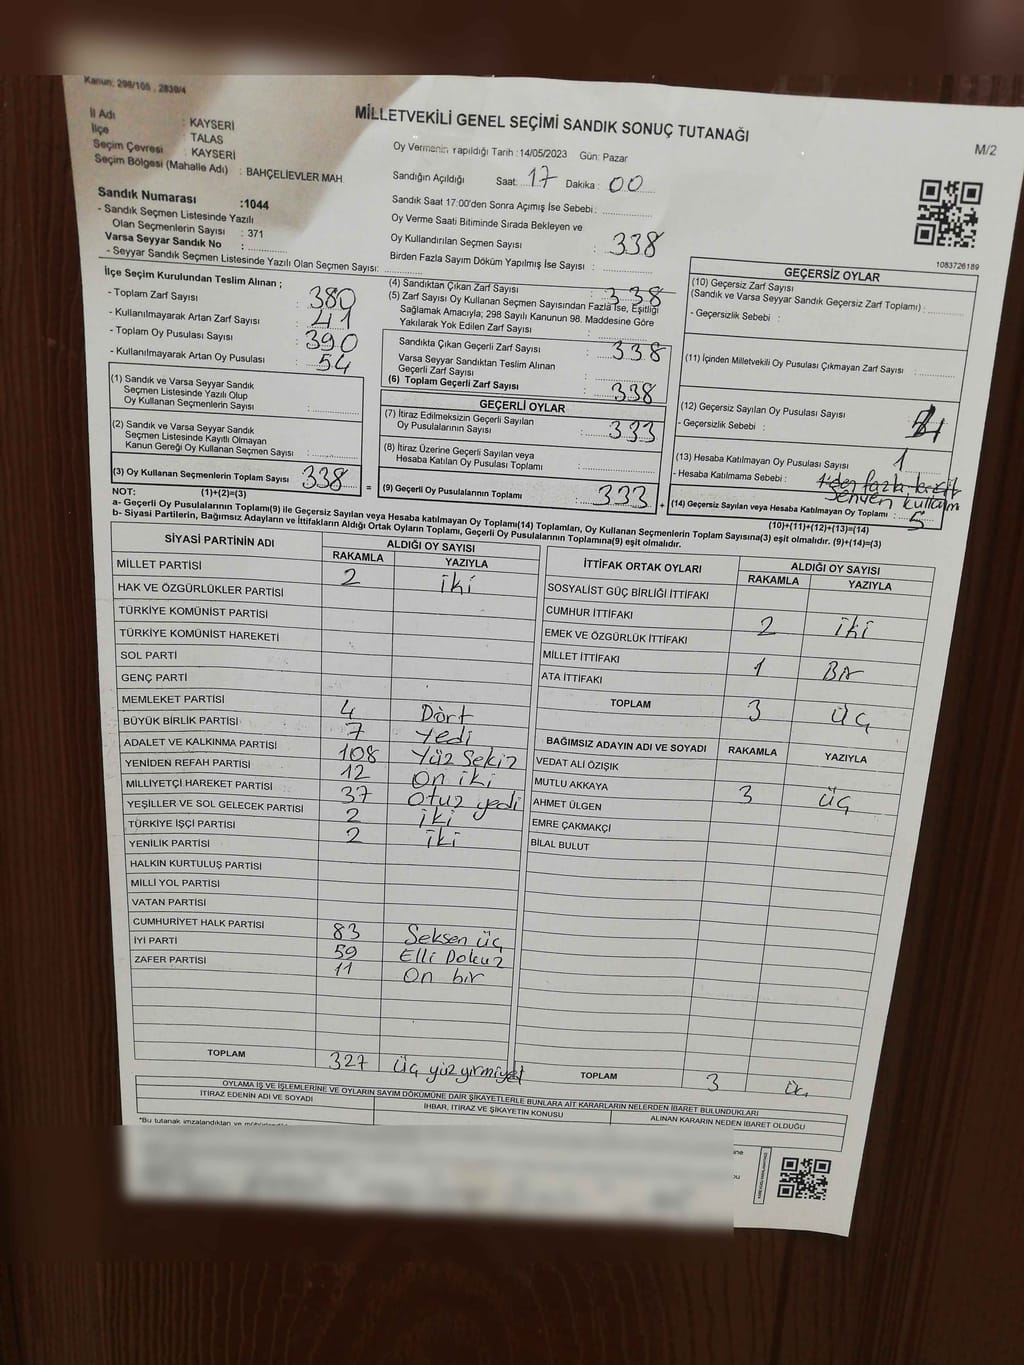 Kanun: 298/105 , 2839/4
MİLLETVEKİLİ GENEL SEÇİMİ SANDIK SONUÇ TUTANAĞI
M/2
İl Adı : KAYSERİ
İlçe : TALAS
Seçim Çevresi : KAYSERİ
Seçim Bölgesi (Mahalle Adı) : BAHÇELİEVLER MAH.
Sandık Numarası :1044
- Sandık Seçmen Listesinde Yazılı
Olan Seçmenlerin Sayısı : 371
Varsa Seyyar Sandık No :
- Seyyar Sandık Seçmen Listesinde Yazılı Olan Seçmen Sayısı:
Oy Vermenin Yapıldığı Tarih :14/05/2023 Gün: Pazar
Sandığın Açıldığı Saat: 17 Dakika : 00
Sandık Saat 17:00'den Sonra Açımış İse Sebebi :
Oy Verme Saati Bitiminde Sırada Bekleyen ve
Oy Kullandırılan Seçmen Sayısı : 338
Birden Fazla Sayım Döküm Yapılmış İse Sayısı :
1083726189
İlçe Seçim Kurulundan Teslim Alınan ;
- Toplam Zarf Sayısı : 380
- Kullanılmayarak Artan Zarf Sayısı : 41
- Toplam Oy Pusulası Sayısı : 390
- Kullanılmayarak Artan Oy Pusulası : 54
(1) Sandık ve Varsa Seyyar Sandık
Seçmen Listesinde Yazılı Olup
Oy Kullanan Seçmenlerin Sayısı :
(2) Sandık ve Varsa Seyyar Sandık
Seçmen Listesinde Kayıtlı Olmayan
Kanun Gereği Oy Kullanan Seçmen Sayısı :
(3) Oy Kullanan Seçmenlerin Toplam Sayısı 338
(1)+(2)=(3)
(4) Sandıktan Çıkan Zarf Sayısı : 338
(5) Zarf Sayısı Oy Kullanan Seçmen Sayısından Fazla İse, Eşitliği
Sağlamak Amacıyla; 298 Sayılı Kanunun 98. Maddesine Göre
Yakılarak Yok Edilen Zarf Sayısı :
Sandıkta Çıkan Geçerli Zarf Sayısı : 338
Varsa Seyyar Sandıktan Teslim Alınan
Geçerli Zarf Sayısı :
(6) Toplam Geçerli Zarf Sayısı : 338
GEÇERLİ OYLAR
(7) İtiraz Edilmeksizin Geçerli Sayılan
Oy Pusulalarının Sayısı : 333
(8) İtiraz Üzerine Geçerli Sayılan veya
Hesaba Katılan Oy Pusulası Toplamı :
= (9) Geçerli Oy Pusulalarının Toplamı : 333
GEÇERSİZ OYLAR
(10) Geçersiz Zarf Sayısı
(Sandık ve Varsa Seyyar Sandık Geçersiz Zarf Toplamı) :
- Geçersizlik Sebebi :
(11) İçinden Milletvekili Oy Pusulası Çıkmayan Zarf Sayısı :
(12) Geçersiz Sayılan Oy Pusulası Sayısı : 4
- Geçersizlik Sebebi :
(13) Hesaba Katılmayan Oy Pusulası Sayısı : 1
- Hesaba Katılmama Sebebi : 1'den fazla
+ (14) Geçersiz Sayılan veya Hesaba Katılmayan Oy Toplamı : 5
(10)+(11)+(12)+(13)=(14)
NOT:
a- Geçerli Oy Pusulalarının Toplamı(9) ile Geçersiz Sayılan veya Hesaba katılmayan Oy Toplamı(14) Toplamları, Oy Kullanan Seçmenlerin Toplam Sayısına(3) eşit olmalıdır. (9)+(14)=(3)
b- Siyasi Partilerin, Bağımsız Adayların ve İttifakların Aldığı Ortak Oyların Toplamı, Geçerli Oy Pusulalarının Toplamına(9) eşit olmalıdır.
SİYASİ PARTİNİN ADI ALDIĞI OY SAYISI
RAKAMLA YAZIYLA
MİLLET PARTİSİ 2 iki
HAK VE ÖZGÜRLÜKLER PARTİSİ
TÜRKİYE KOMÜNİST PARTİSİ
TÜRKİYE KOMÜNİST HAREKETİ
SOL PARTİ
GENÇ PARTİ
MEMLEKET PARTİSİ 4 Dört
BÜYÜK BİRLİK PARTİSİ 7 Yedi
ADALET VE KALKINMA PARTİSİ 108 Yüz Sekiz
YENİDEN REFAH PARTİSİ 12 On iki
MİLLİYETÇİ HAREKET PARTİSİ 37 Otuz yedi
YEŞİLLER VE SOL GELECEK PARTİSİ 2 iki
TÜRKİYE İŞÇİ PARTİSİ 2 iki
YENİLİK PARTİSİ
HALKIN KURTULUŞ PARTİSİ
MİLLİ YOL PARTİSİ
VATAN PARTİSİ
CUMHURİYET HALK PARTİSİ 83 Seksen üç
İYİ PARTİ 59 Elli Dokuz
ZAFER PARTİSİ 11 On bir
TOPLAM 327 Üç yüz yirmiyedi
İTTİFAK ORTAK OYLARI ALDIĞI OY SAYISI
RAKAMLA YAZIYLA
SOSYALİST GÜÇ BİRLİĞİ İTTİFAKI
CUMHUR İTTİFAKI 2 iki
EMEK VE ÖZGÜRLÜK İTTİFAKI
MİLLET İTTİFAKI 1 Bir
ATA İTTİFAKI
TOPLAM 3 üç
BAĞIMSIZ ADAYIN ADI VE SOYADI RAKAMLA YAZIYLA
VEDAT ALİ ÖZIŞIK
MUTLU AKKAYA 3 üç
AHMET ÜLGEN
EMRE ÇAKMAKÇI
BİLAL BULUT
TOPLAM 3 üç
OYLAMA İŞ VE İŞLEMLERİNE VE OYLARIN SAYIM DÖKÜMÜNE DAİR ŞİKAYETLERLE BUNLARA AİT KARARLARIN NELERDEN İBARET BULUNDUKLARI
İTİRAZ EDENİN ADI VE SOYADI İHBAR, İTİRAZ VE ŞİKAYETİN KONUSU ALINAN KARARIN NEDEN İBARET OLDUĞU